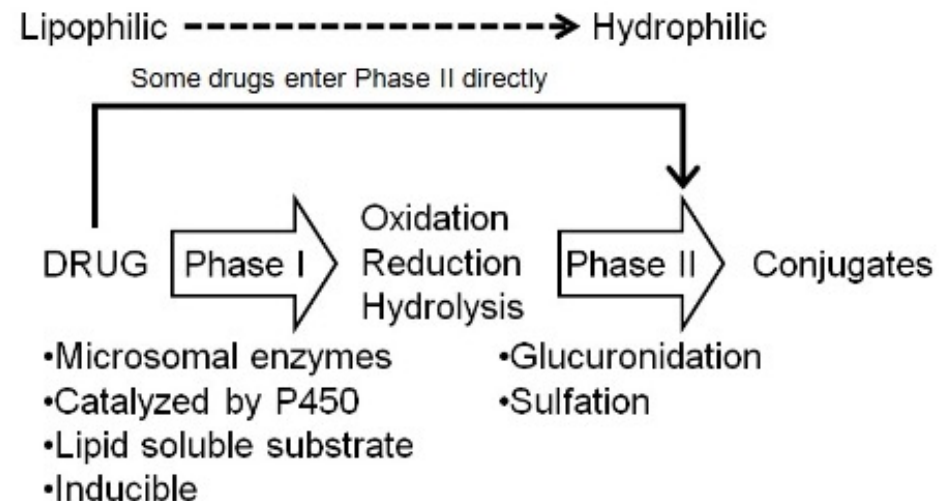 Lipophilic Hydrophilic
Some drugs enter Phase II directly
DRUG Phase I Oxidation Reduction Hydrolysis Phase II Conjugates
•Microsomal enzymes
•Catalyzed by P450
•Lipid soluble substrate
•Inducible
•Glucuronidation
•Sulfation